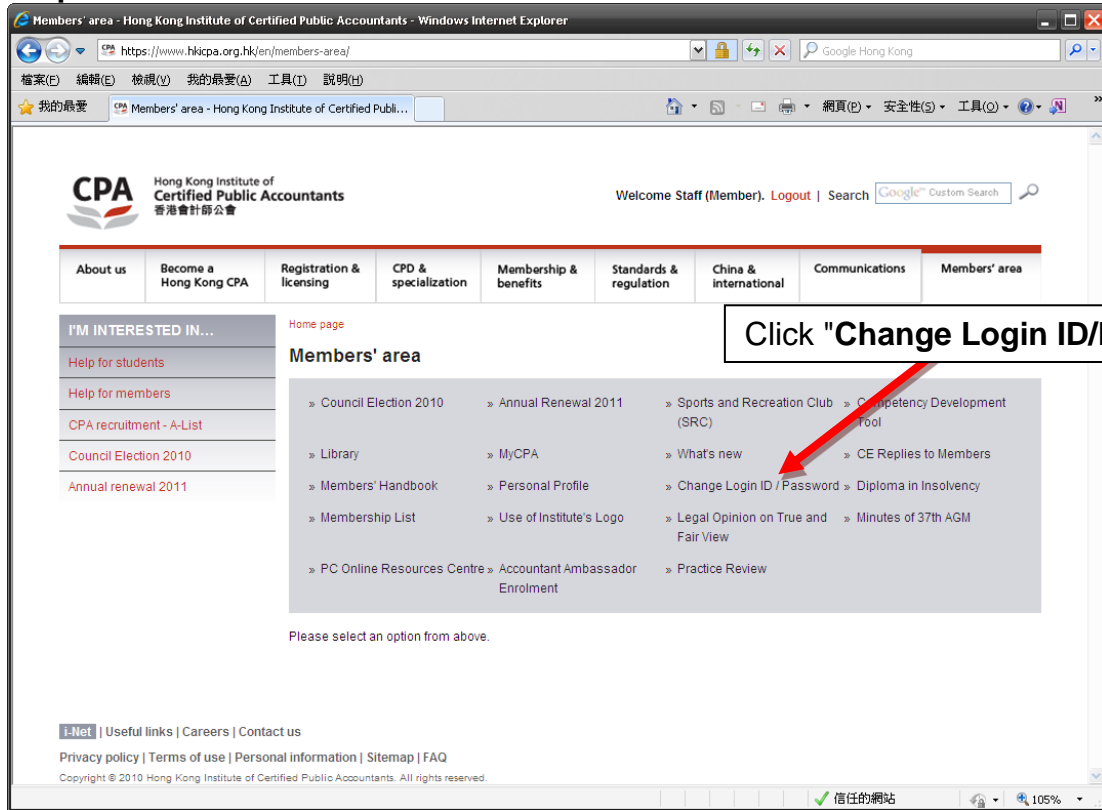 Members' area - Hong Kong Institute of Certified Public Accountants - Windows Internet Explorer
https://www.hkicpa.org.hk/en/members-area/
Google Hong Kong
檔案(F) 編輯(E) 檢視(V) 我的最愛(A) 工具(T) 說明(H)
我的最愛 Members' area - Hong Kong Institute of Certified Publi... 網頁(P) 安全性(S) 工具(O)
CPA
Hong Kong Institute of
Certified Public Accountants
香港會計師公會
Welcome Staff (Member). Logout | Search Google™ Custom Search
About us
Become a
Hong Kong CPA
Registration &
licensing
CPD &
specialization
Membership &
benefits
Standards &
regulation
China &
international
Communications
Members' area
I'M INTERESTED IN...
Help for students
Help for members
CPA recruitment - A-List
Council Election 2010
Annual renewal 2011
Home page
Members' area
Click "Change Login ID/
» Council Election 2010 » Annual Renewal 2011 » Sports and Recreation Club » Competency Development
(SRC) Tool
» Library » MyCPA » What's new » CE Replies to Members
» Members' Handbook » Personal Profile » Change Login ID / Password » Diploma in Insolvency
» Membership List » Use of Institute's Logo » Legal Opinion on True and » Minutes of 37th AGM
Fair View
» PC Online Resources Centre » Accountant Ambassador » Practice Review
Enrolment
Please select an option from above.
i-Net | Useful links | Careers | Contact us
Privacy policy | Terms of use | Personal information | Sitemap | FAQ
Copyright © 2010 Hong Kong Institute of Certified Public Accountants. All rights reserved.
信任的網站 105%